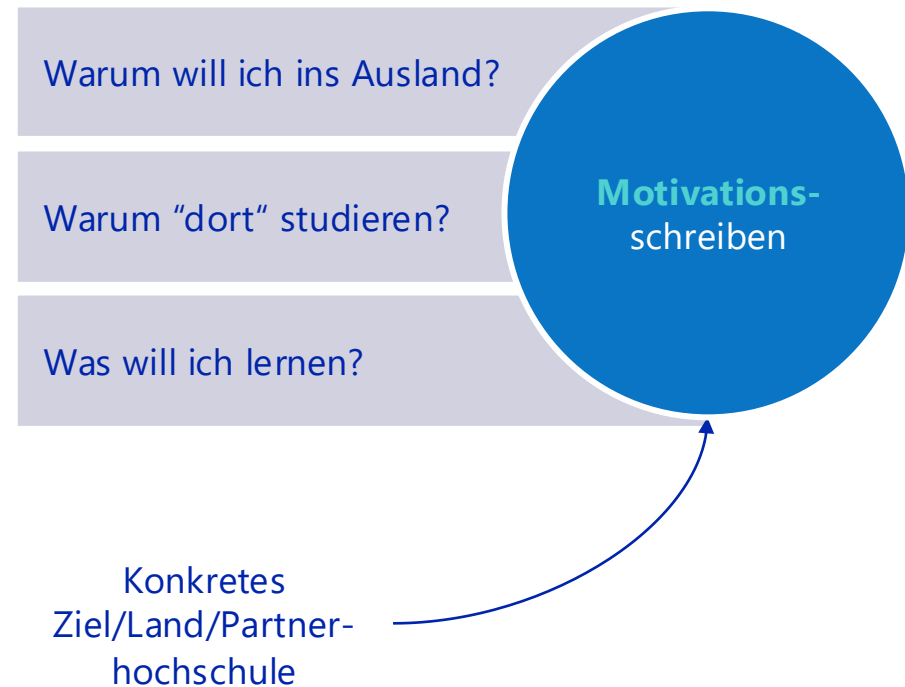 Warum will ich ins Ausland?
Warum “dort“ studieren?
Was will ich lernen?
Motivations-
schreiben
Konkretes
Ziel/Land/Partner-
hochschule